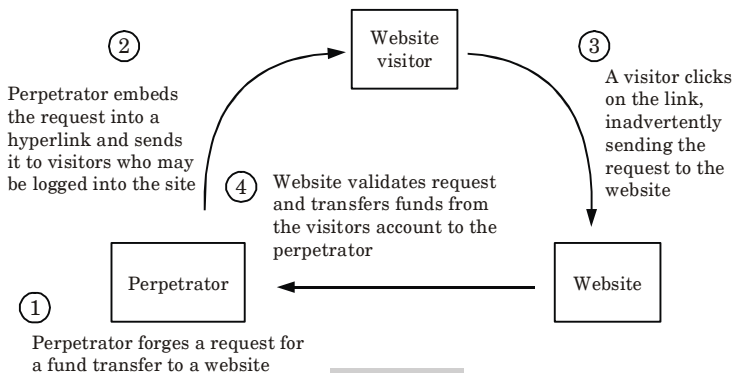 2
Website
visitor
3
Perpetrator embeds
the request into a
hyperlink and sends
it to visitors who may
be logged into the site
A visitor clicks
on the link,
inadvertently
sending the
request to the
website
4
Website validates request
and transfers funds from
the visitors account to the
perpetrator
Perpetrator
Website
1
Perpetrator forges a request for
a fund transfer to a website